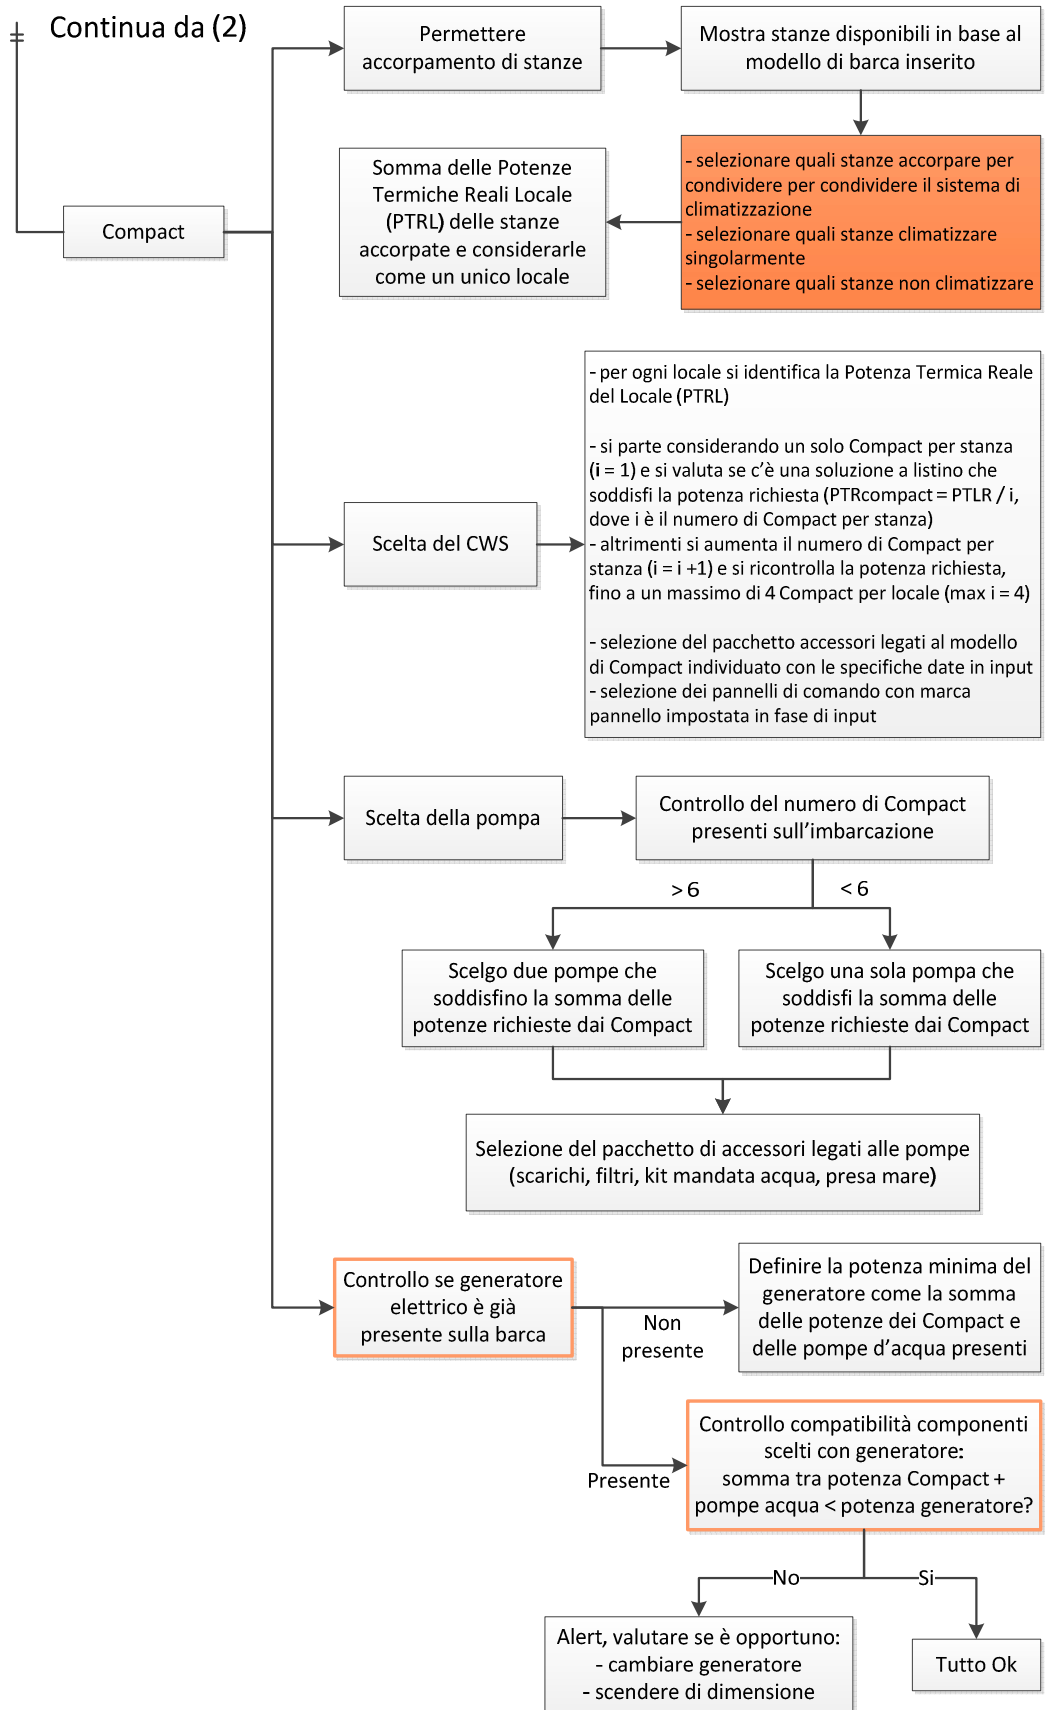 Continua da (2)
Permettere
accorpamento di stanze
Mostra stanze disponibili in base al
modello di barca inserito
- selezionare quali stanze accorpare per
condividere per condividere il sistema di
climatizzazione
- selezionare quali stanze climatizzare
singolarmente
- selezionare quali stanze non climatizzare
Somma delle Potenze
Termiche Reali Locale
(PTRL) delle stanze
accorpate e considerarle
come un unico locale
Compact
Scelta del CWS
- per ogni locale si identifica la Potenza Termica Reale
del Locale (PTRL)
- si parte considerando un solo Compact per stanza
(i = 1) e si valuta se c’è una soluzione a listino che
soddisfi la potenza richiesta (PTRcompact = PTLR / i,
dove i è il numero di Compact per stanza)
- altrimenti si aumenta il numero di Compact per
stanza (i = i +1) e si ricontrolla la potenza richiesta,
fino a un massimo di 4 Compact per locale (max i = 4)
- selezione del pacchetto accessori legati al modello
di Compact individuato con le specifiche date in input
- selezione dei pannelli di comando con marca
pannello impostata in fase di input
Scelta della pompa
Controllo del numero di Compact
presenti sull’imbarcazione
> 6
< 6
Scelgo due pompe che
soddisfino la somma delle
potenze richieste dai Compact
Scelgo una sola pompa che
soddisfi la somma delle
potenze richieste dai Compact
Selezione del pacchetto di accessori legati alle pompe
(scarichi, filtri, kit mandata acqua, presa mare)
Controllo se generatore
elettrico è già
presente sulla barca
Non
presente
Definire la potenza minima del
generatore come la somma
delle potenze dei Compact e
delle pompe d’acqua presenti
Presente
Controllo compatibilità componenti
scelti con generatore:
somma tra potenza Compact +
pompe acqua < potenza generatore?
No
Si
Alert, valutare se è opportuno:
- cambiare generatore
- scendere di dimensione
Tutto Ok